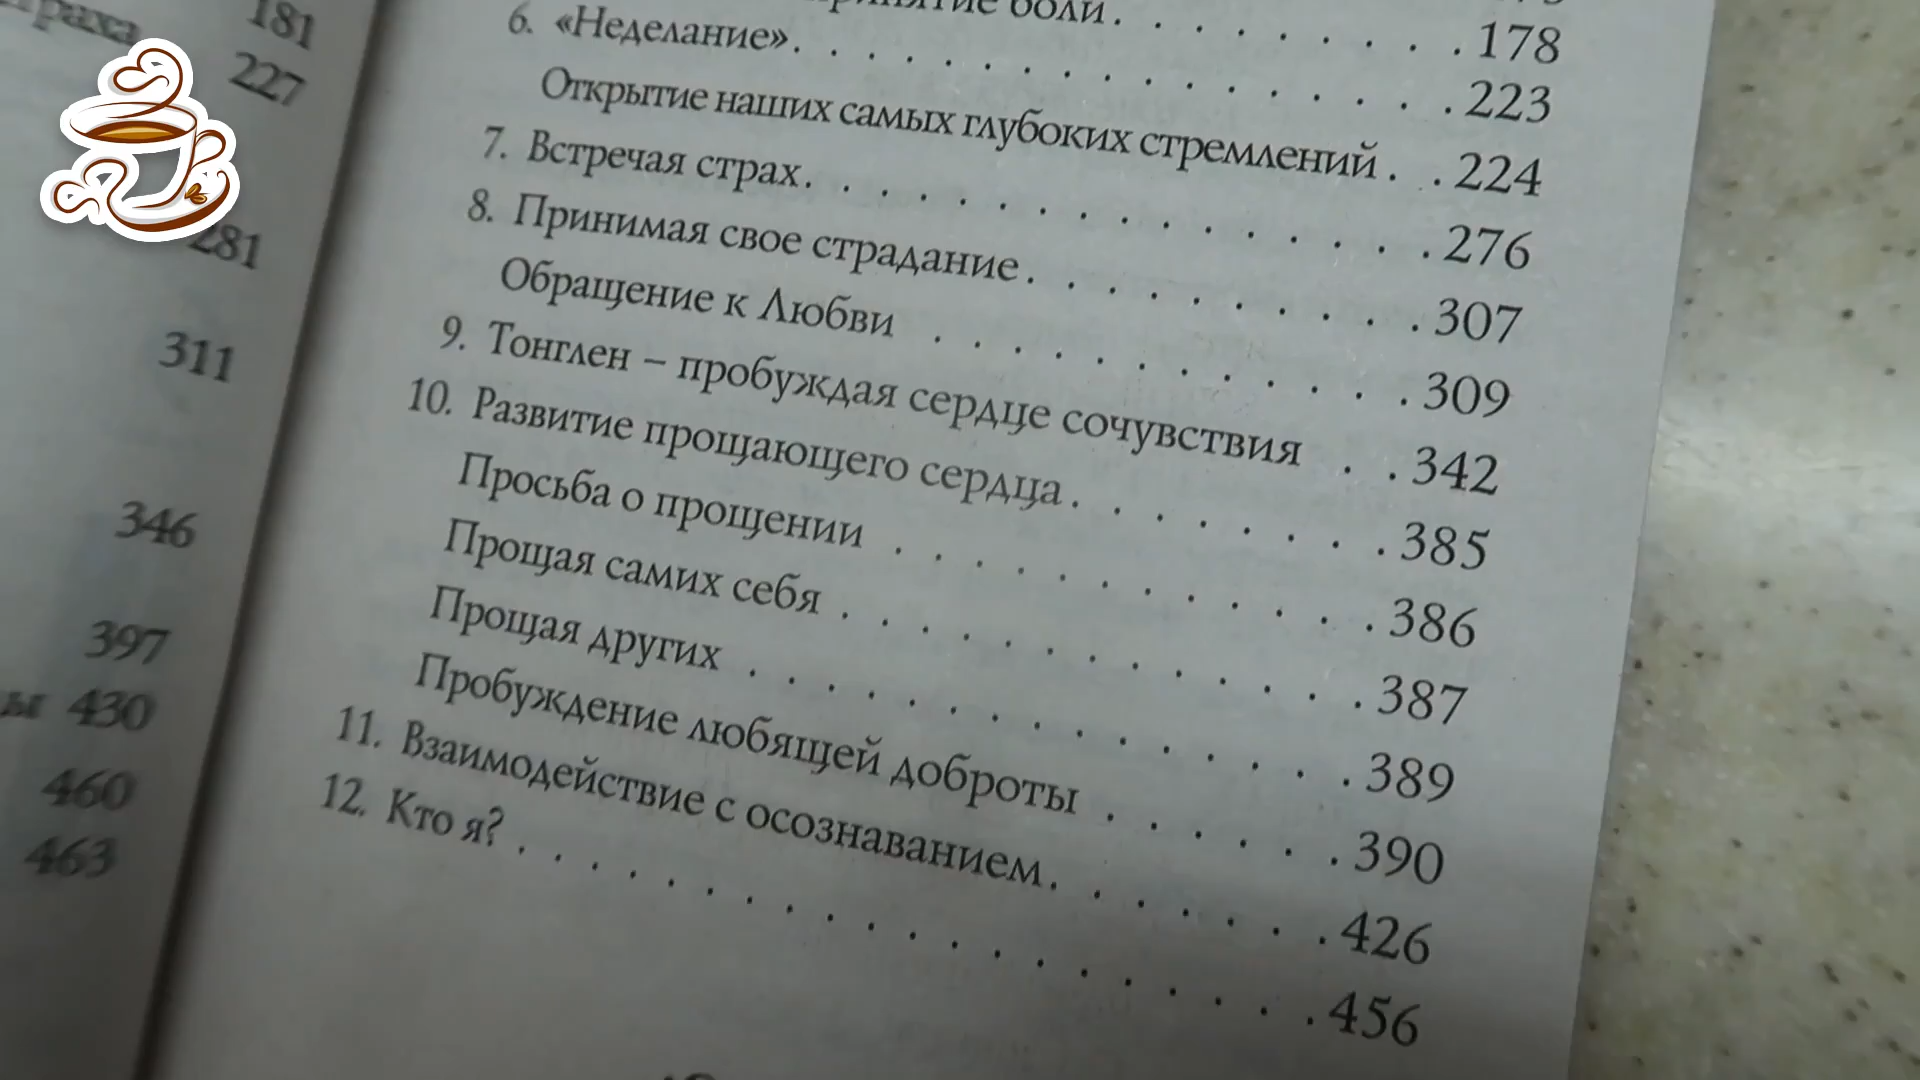 181
227
281
311
346
397
430
460
463
боли. . . . . . . . . 178
6. «Неделание». . . . . . . . . . . . . . . . . 223
Открытие наших самых глубоких стремлений . . 224
7. Встречая страх. . . . . . . . . . . . . . . . 276
8. Принимая свое страдание. . . . . . . . . . 307
Обращение к Любви . . . . . . . . . . . . 309
9. Тонглен – пробуждая сердце сочувствия . . 342
10. Развитие прощающего сердца. . . . . . . . 385
Просьба о прощении . . . . . . . . . . . . 386
Прощая самих себя . . . . . . . . . . . . . 387
Прощая других . . . . . . . . . . . . . . . 389
Пробуждение любящей доброты . . . . . . 390
11. Взаимодействие с осознаванием. . . . . . . 426
12. Кто я? . . . . . . . . . . . . . . . . . . . . 456